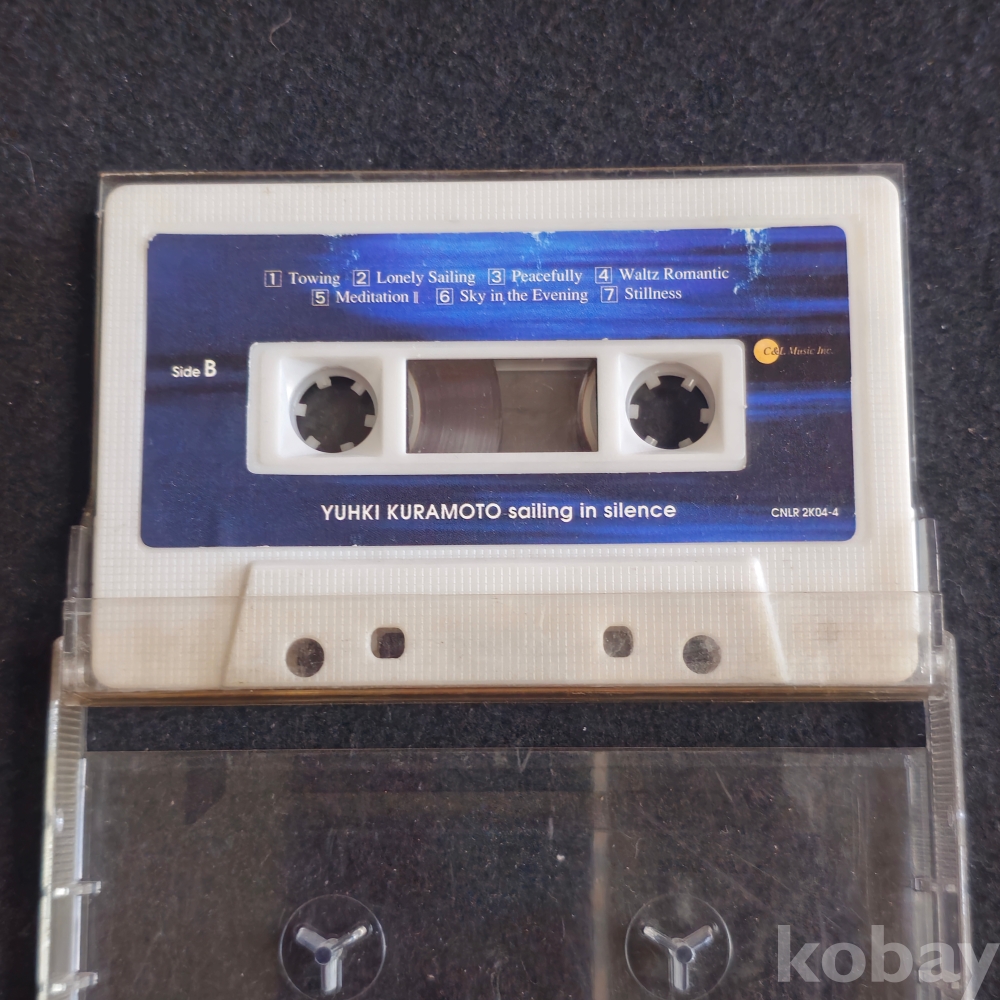 1 Towing 2 Lonely Sailing 3 Peacefully 4 Waltz Romantic
5 Meditation Ⅱ 6 Sky in the Evening 7 Stillness
C&L Music Inc.
Side B
YUHKI KURAMOTO sailing in silence
CNLR 2K04-4
kobay